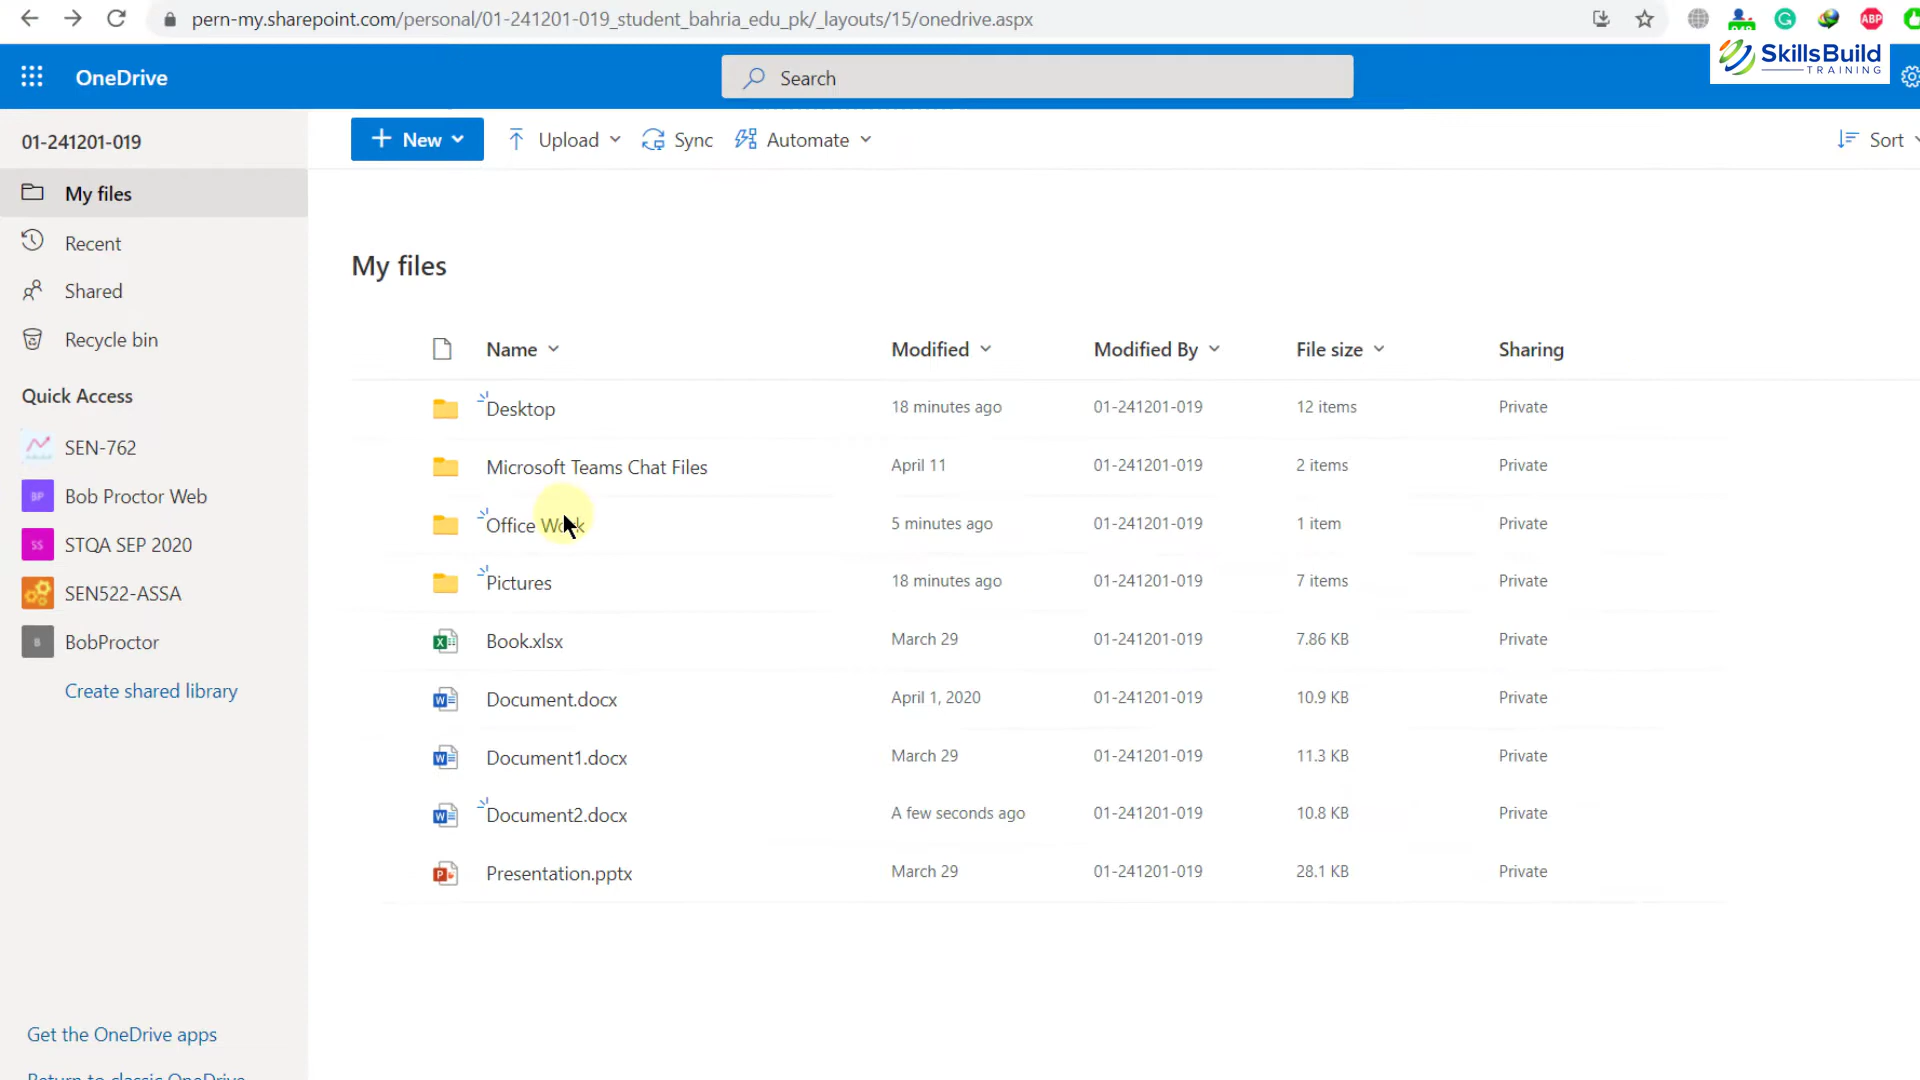 pern-my.sharepoint.com/personal/01-241201-019_student_bahria_edu_pk/_layouts/15/onedrive.aspx
ABP
SkillsBuild
TRAINING
OneDrive
Search
01-241201-019
New
Upload
Sync
Automate
Sort
My files
Recent
Shared
Recycle bin
Quick Access
SEN-762
BP Bob Proctor Web
SS STQA SEP 2020
SEN522-ASSA
B BobProctor
Create shared library
Get the OneDrive apps
Return to classic OneDrive
My files
Name Modified Modified By File size Sharing
Desktop 18 minutes ago 01-241201-019 12 items Private
Microsoft Teams Chat Files April 11 01-241201-019 2 items Private
Office Work 5 minutes ago 01-241201-019 1 item Private
Pictures 18 minutes ago 01-241201-019 7 items Private
Book.xlsx March 29 01-241201-019 7.86 KB Private
Document.docx April 1, 2020 01-241201-019 10.9 KB Private
Document1.docx March 29 01-241201-019 11.3 KB Private
Document2.docx A few seconds ago 01-241201-019 10.8 KB Private
Presentation.pptx March 29 01-241201-019 28.1 KB Private